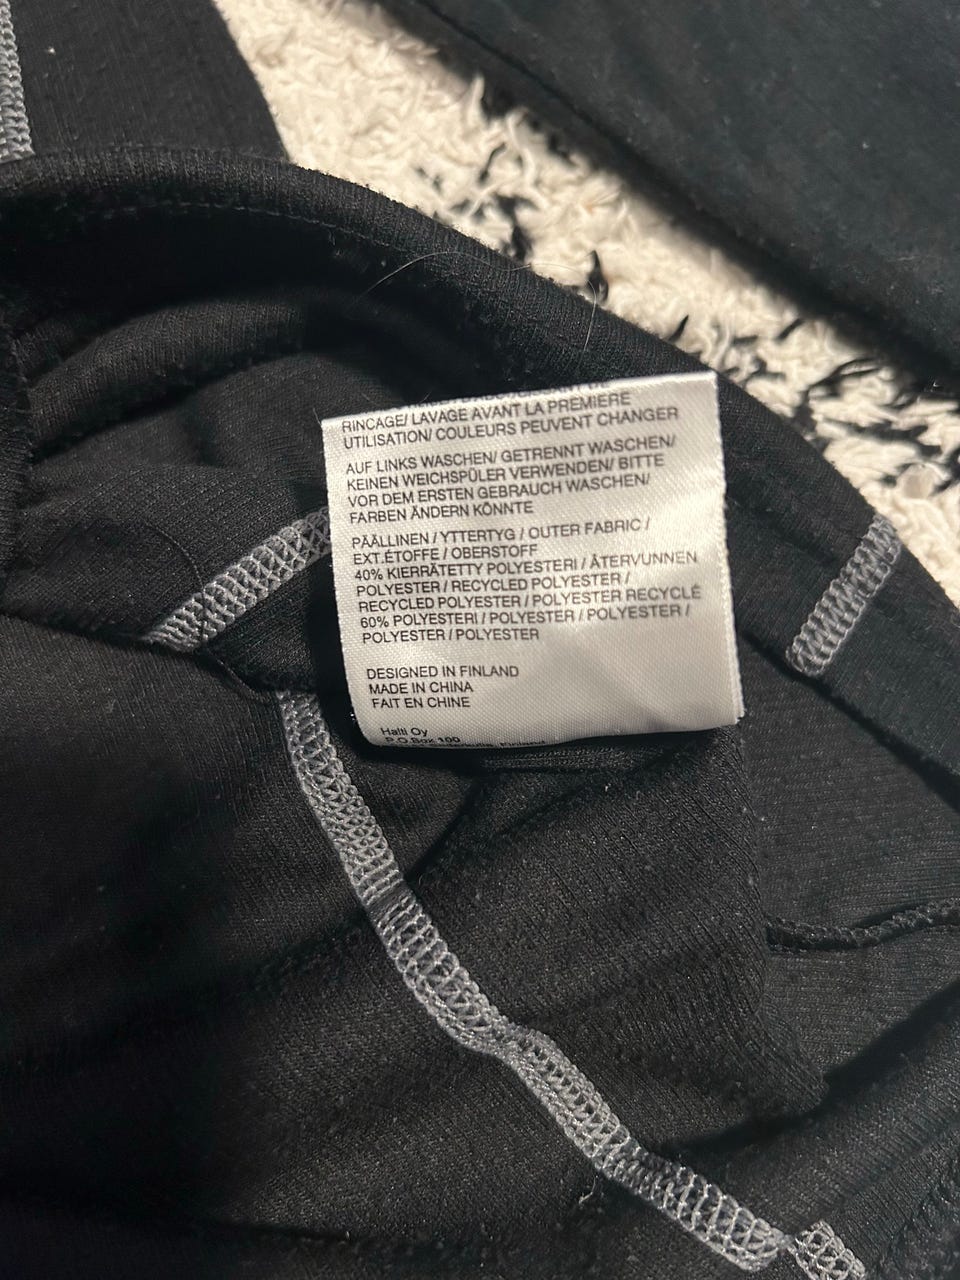 RINCAGE/ LAVAGE AVANT LA PREMIERE
UTILISATION/ COULEURS PEUVENT CHANGER
AUF LINKS WASCHEN/ GETRENNT WASCHEN/
KEINEN WEICHSPÜLER VERWENDEN/ BITTE
VOR DEM ERSTEN GEBRAUCH WASCHEN/
FARBEN ÄNDERN KÖNNTE
PÄÄLLINEN / YTTERTYG / OUTER FABRIC /
EXT.ÉTOFFE / OBERSTOFF
40% KIERRÄTETTY POLYESTERI / ÅTERVUNNEN
POLYESTER / RECYCLED POLYESTER /
RECYCLED POLYESTER / POLYESTER RECYCLÉ
60% POLYESTERI / POLYESTER / POLYESTER /
POLYESTER / POLYESTER
DESIGNED IN FINLAND
MADE IN CHINA
FAIT EN CHINE
Halti Oy
P.O.Box 100
Finland